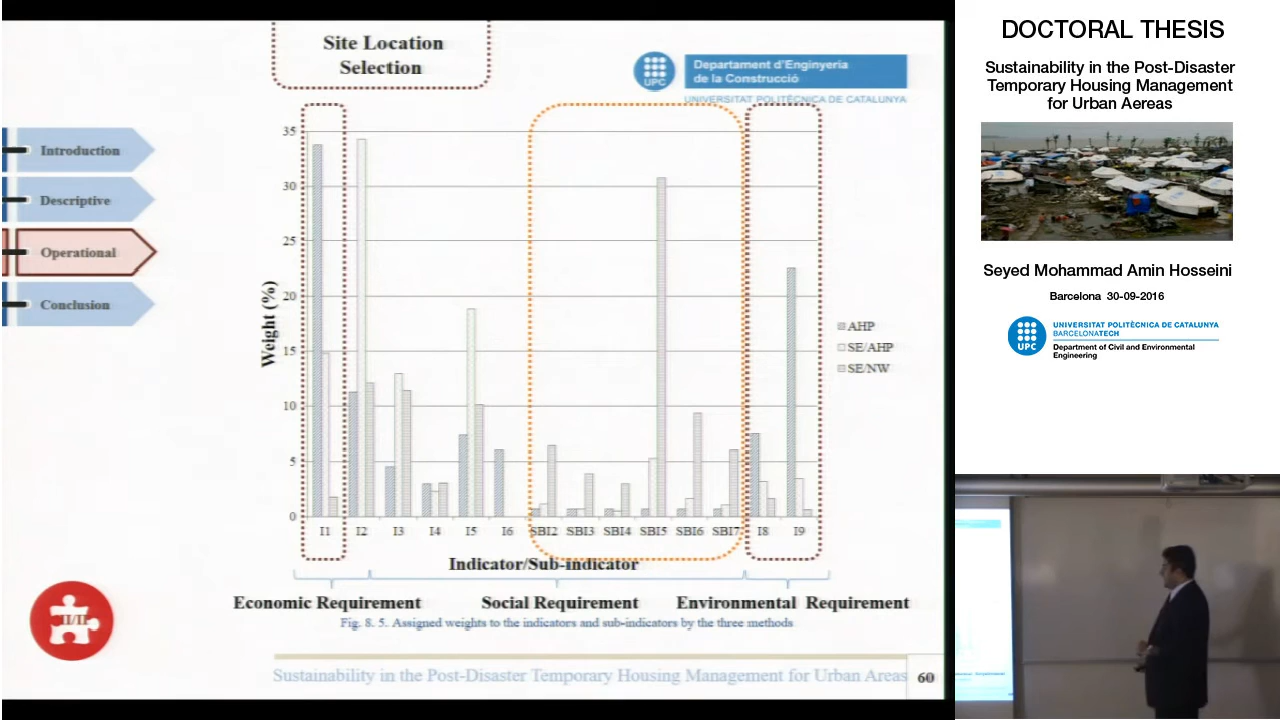 Site Location
Selection
UPC
Departament d'Enginyeria
de la Construcció
UNIVERSITAT POLITÈCNICA DE CATALUNYA
Introduction
Descriptive
Operational
Conclusion
Weight (%)
35
30
25
20
15
10
5
0
I1 I2 I3 I4 I5 I6 SBI2 SBI3 SBI4 SBI5 SBI6 SBI7 I8 I9
AHP
SE/AHP
SE/NW
Indicator/Sub-indicator
Economic Requirement Social Requirement Environmental Requirement
Fig. 8. 5. Assigned weights to the indicators and sub-indicators by the three methods
Sustainability in the Post-Disaster Temporary Housing Management for Urban Areas 60
DOCTORAL THESIS
Sustainability in the Post-Disaster
Temporary Housing Management
for Urban Aereas
Seyed Mohammad Amin Hosseini
Barcelona 30-09-2016
UPC
UNIVERSITAT POLITÈCNICA DE CATALUNYA
BARCELONATECH
Department of Civil and Environmental
Engineering